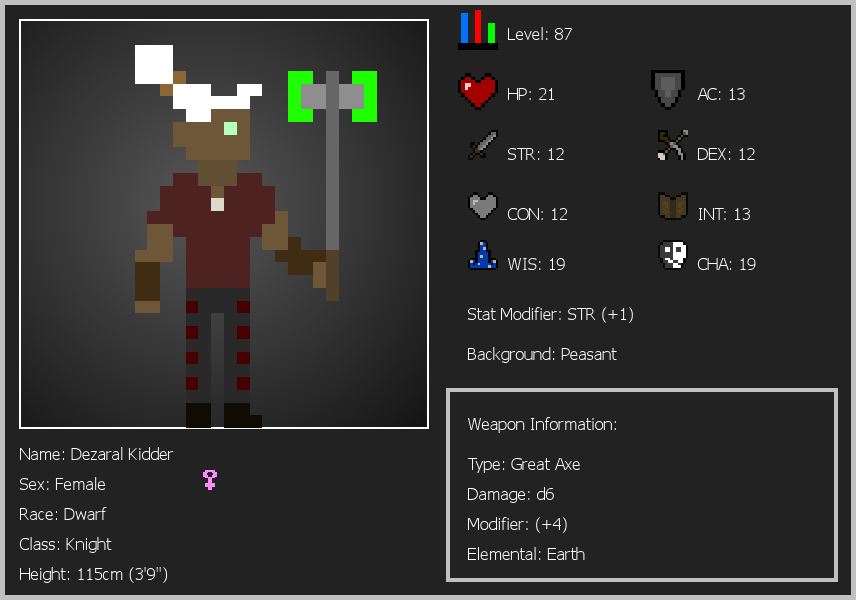 Level: 87
HP: 21
AC: 13
STR: 12
DEX: 12
CON: 12
INT: 13
WIS: 19
CHA: 19
Stat Modifier: STR (+1)
Background: Peasant
Weapon Information:
Type: Great Axe
Damage: d6
Modifier: (+4)
Elemental: Earth
Name: Dezaral Kidder
Sex: Female
Race: Dwarf
Class: Knight
Height: 115cm (3'9")